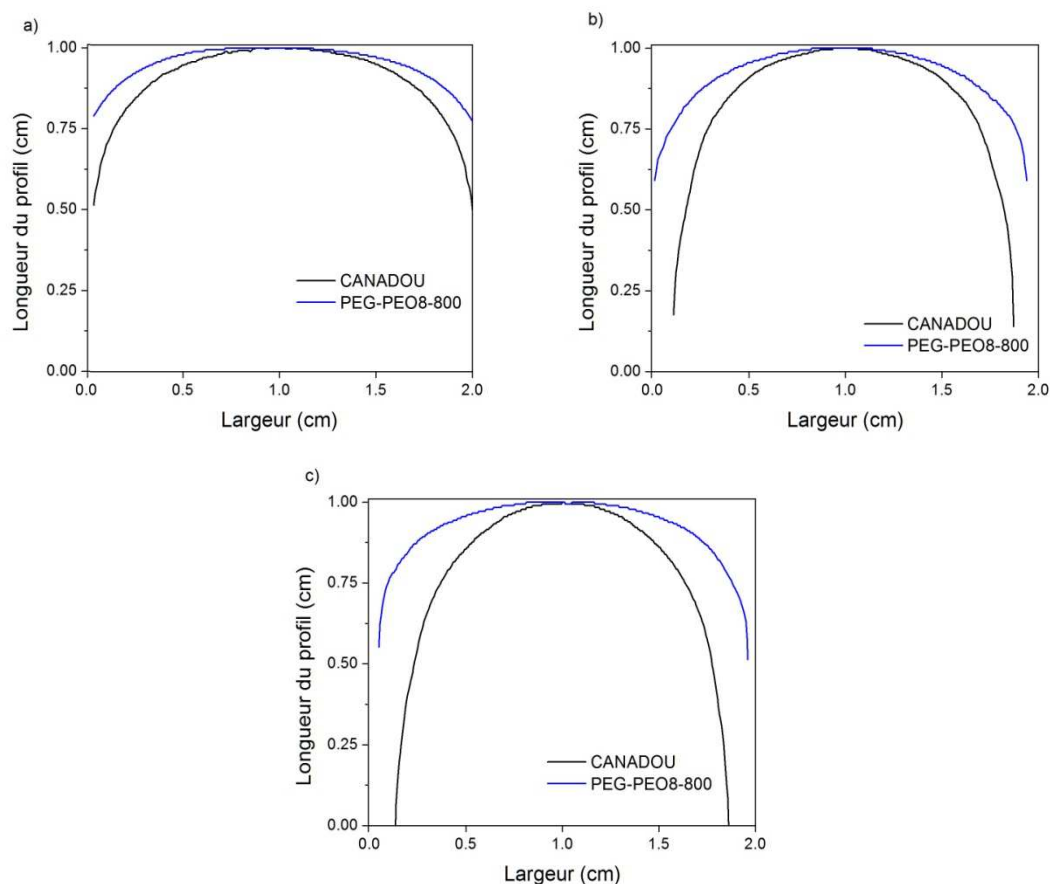 a)
1.00
0.75
0.50
0.25
0.00
Longueur du profil (cm)
CANADOU
PEG-PEO8-800
0.0 0.5 1.0 1.5 2.0
Largeur (cm)
b)
1.00
0.75
0.50
0.25
0.00
Longueur du profil (cm)
CANADOU
PEG-PEO8-800
0.0 0.5 1.0 1.5 2.0
Largeur (cm)
c)
1.00
0.75
0.50
0.25
0.00
Longueur du profil (cm)
CANADOU
PEG-PEO8-800
0.0 0.5 1.0 1.5 2.0
Largeur (cm)